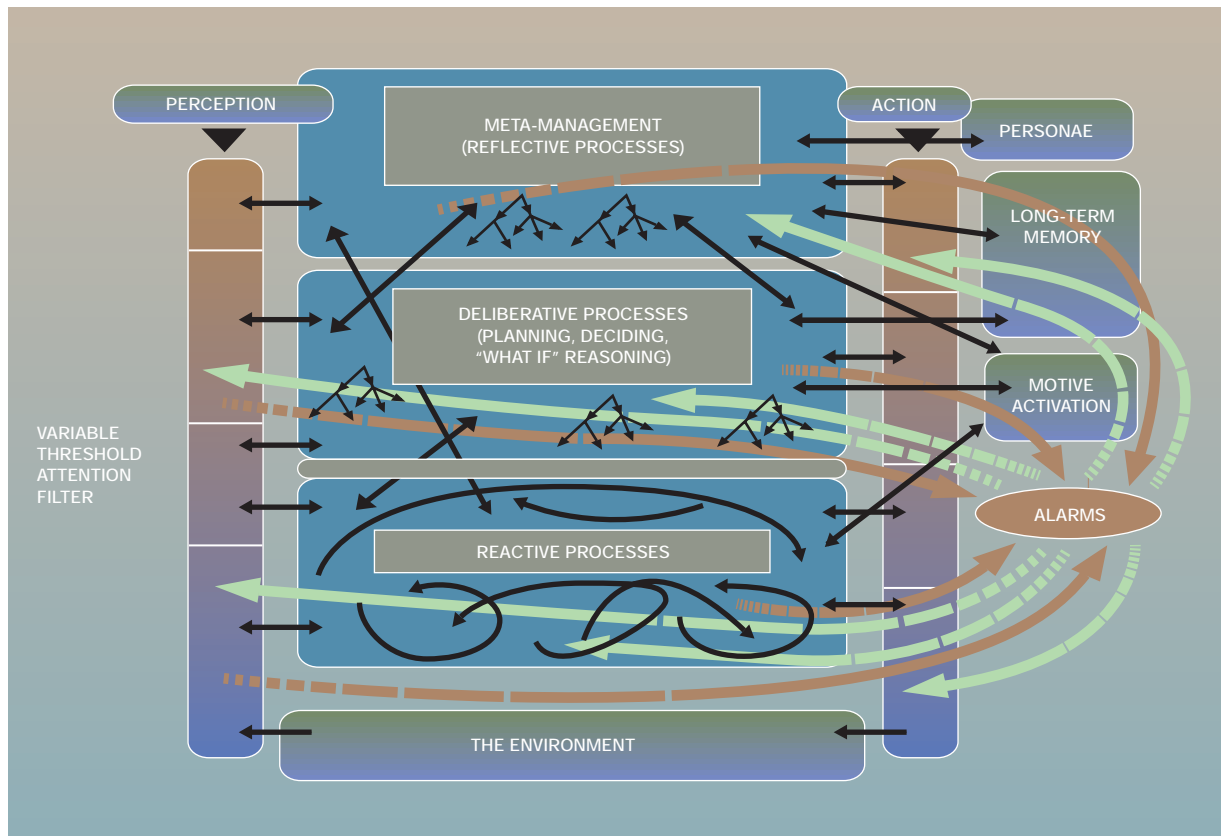 PERCEPTION
META-MANAGEMENT
(REFLECTIVE PROCESSES)
ACTION
PERSONAE
LONG-TERM
MEMORY
DELIBERATIVE PROCESSES
(PLANNING, DECIDING,
“WHAT IF” REASONING)
MOTIVE
ACTIVATION
VARIABLE
THRESHOLD
ATTENTION
FILTER
ALARMS
REACTIVE PROCESSES
THE ENVIRONMENT